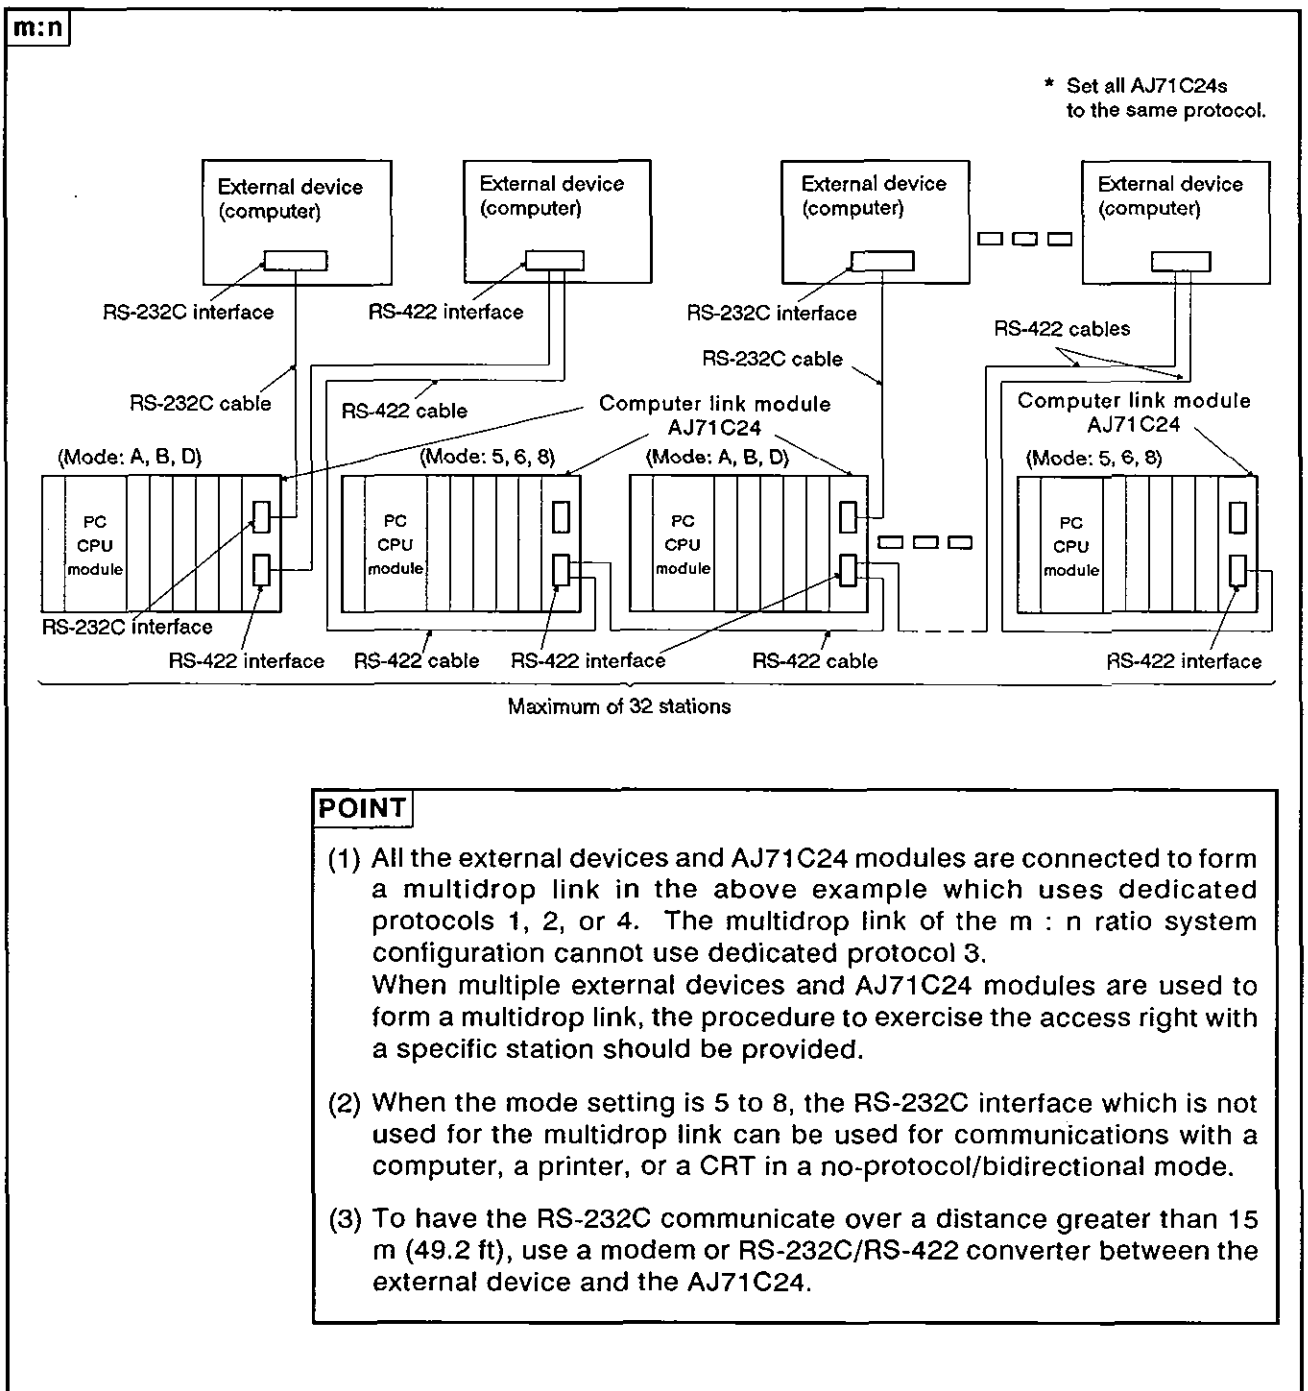 m:n
* Set all AJ71C24s
to the same protocol.
External device
(computer)
External device
(computer)
External device
(computer)
External device
(computer)
RS-232C interface
RS-422 interface
RS-232C interface
RS-422 cables
RS-232C cable
RS-232C cable
RS-422 cable
Computer link module
AJ71C24
Computer link module
AJ71C24
(Mode: A, B, D)
(Mode: 5, 6, 8)
(Mode: A, B, D)
(Mode: 5, 6, 8)
PC
CPU
module
PC
CPU
module
PC
CPU
module
PC
CPU
module
RS-232C interface
RS-422 interface
RS-422 cable
RS-422 interface
RS-422 cable
RS-422 interface
Maximum of 32 stations
POINT
(1) All the external devices and AJ71C24 modules are connected to form
a multidrop link in the above example which uses dedicated
protocols 1, 2, or 4. The multidrop link of the m : n ratio system
configuration cannot use dedicated protocol 3.
When multiple external devices and AJ71C24 modules are used to
form a multidrop link, the procedure to exercise the access right with
a specific station should be provided.
(2) When the mode setting is 5 to 8, the RS-232C interface which is not
used for the multidrop link can be used for communications with a
computer, a printer, or a CRT in a no-protocol/bidirectional mode.
(3) To have the RS-232C communicate over a distance greater than 15
m (49.2 ft), use a modem or RS-232C/RS-422 converter between the
external device and the AJ71C24.